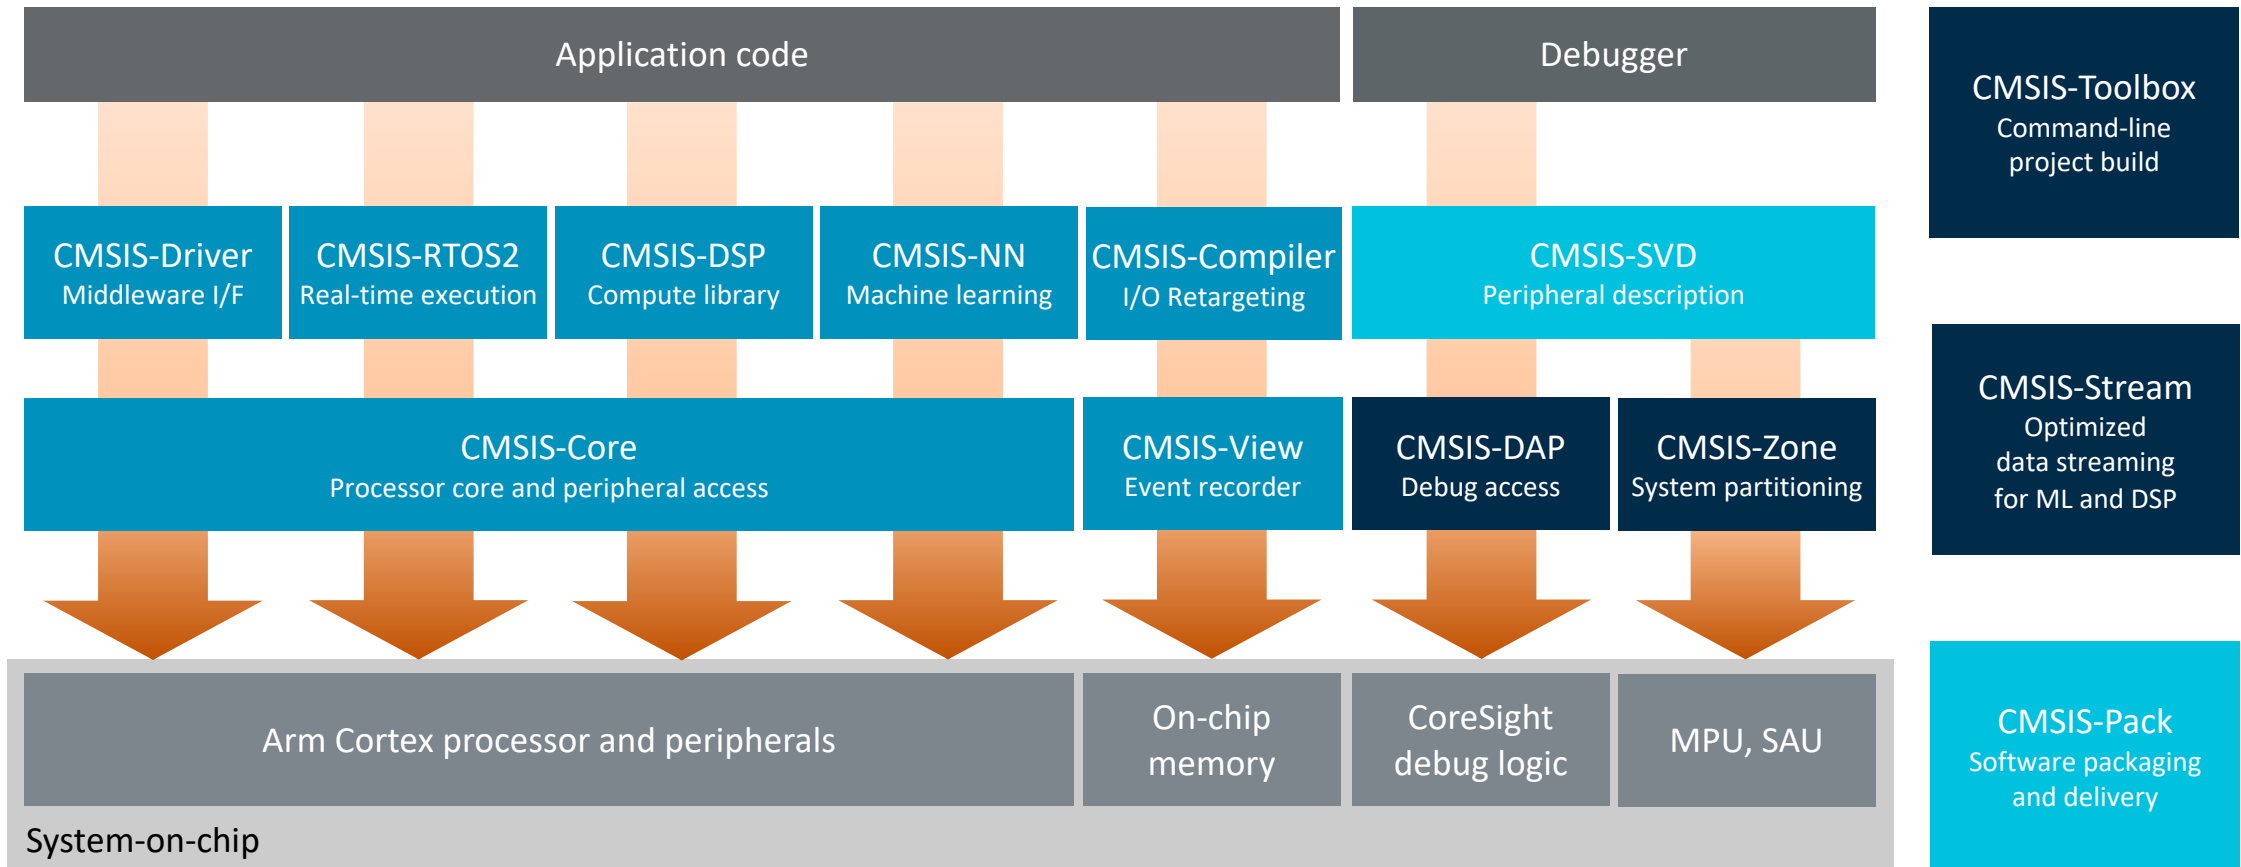 Application code
Debugger
CMSIS-Toolbox
Command-line
project build
CMSIS-Driver
Middleware I/F
CMSIS-RTOS2
Real-time execution
CMSIS-DSP
Compute library
CMSIS-NN
Machine learning
CMSIS-Compiler
I/O Retargeting
CMSIS-SVD
Peripheral description
CMSIS-Stream
Optimized
data streaming
for ML and DSP
CMSIS-Core
Processor core and peripheral access
CMSIS-View
Event recorder
CMSIS-DAP
Debug access
CMSIS-Zone
System partitioning
Arm Cortex processor and peripherals
On-chip
memory
CoreSight
debug logic
MPU, SAU
CMSIS-Pack
Software packaging
and delivery
System-on-chip